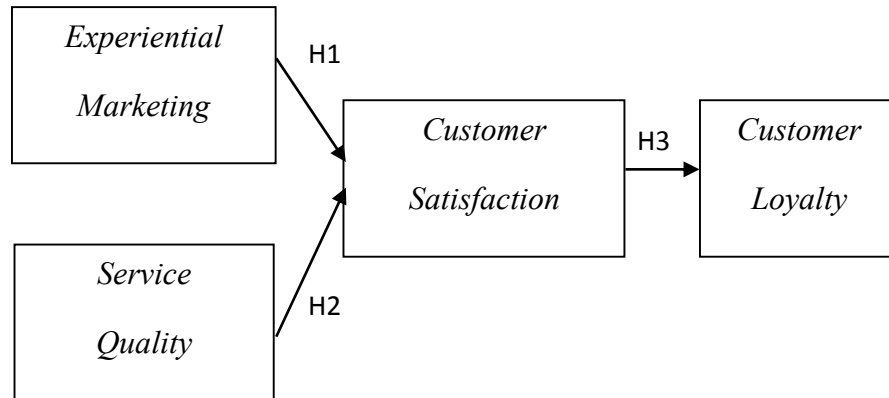 Experiential
Marketing
H1
Customer
Satisfaction
H3
Customer
Loyalty
Service
Quality
H2